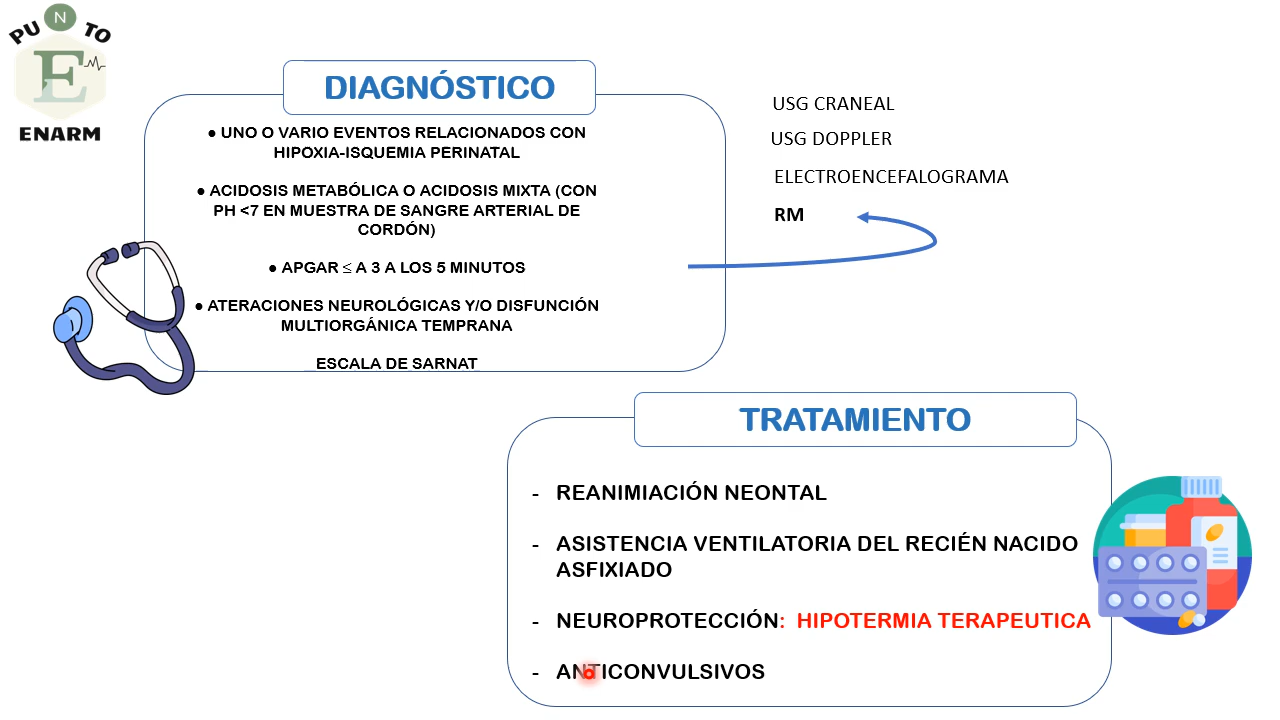 PUNTO
E
ENARM
DIAGNÓSTICO
● UNO O VARIO EVENTOS RELACIONADOS CON
HIPOXIA-ISQUEMIA PERINATAL
● ACIDOSIS METABÓLICA O ACIDOSIS MIXTA (CON
PH <7 EN MUESTRA DE SANGRE ARTERIAL DE
CORDÓN)
● APGAR ≤ A 3 A LOS 5 MINUTOS
● ATERACIONES NEUROLÓGICAS Y/O DISFUNCIÓN
MULTIORGÁNICA TEMPRANA
ESCALA DE SARNAT
USG CRANEAL
USG DOPPLER
ELECTROENCEFALOGRAMA
RM
TRATAMIENTO
- REANIMIACIÓN NEONTAL
- ASISTENCIA VENTILATORIA DEL RECIÉN NACIDO
ASFIXIADO
- NEUROPROTECCIÓN: HIPOTERMIA TERAPEUTICA
- ANTICONVULSIVOS